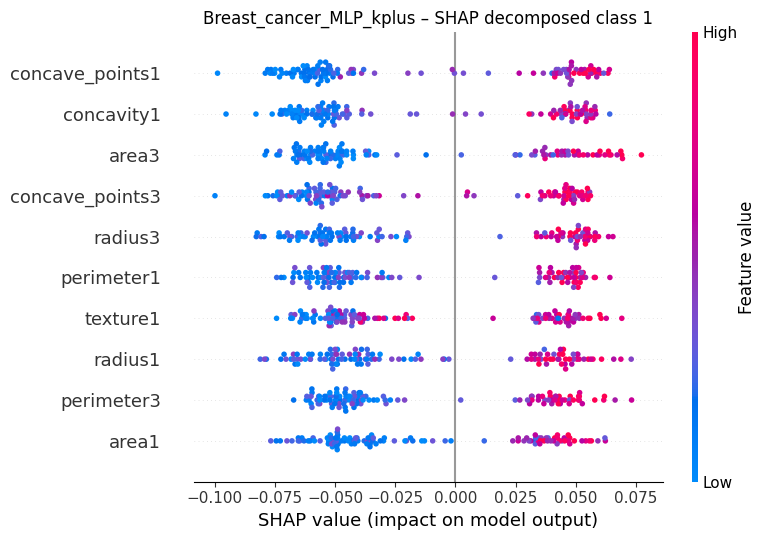 Breast_cancer_MLP_kplus – SHAP decomposed class 1
High
concave_points1
concavity1
area3
concave_points3
radius3
perimeter1
texture1
radius1
perimeter3
area1
Feature value
Low
−0.100 −0.075 −0.050 −0.025 0.000 0.025 0.050 0.075
SHAP value (impact on model output)